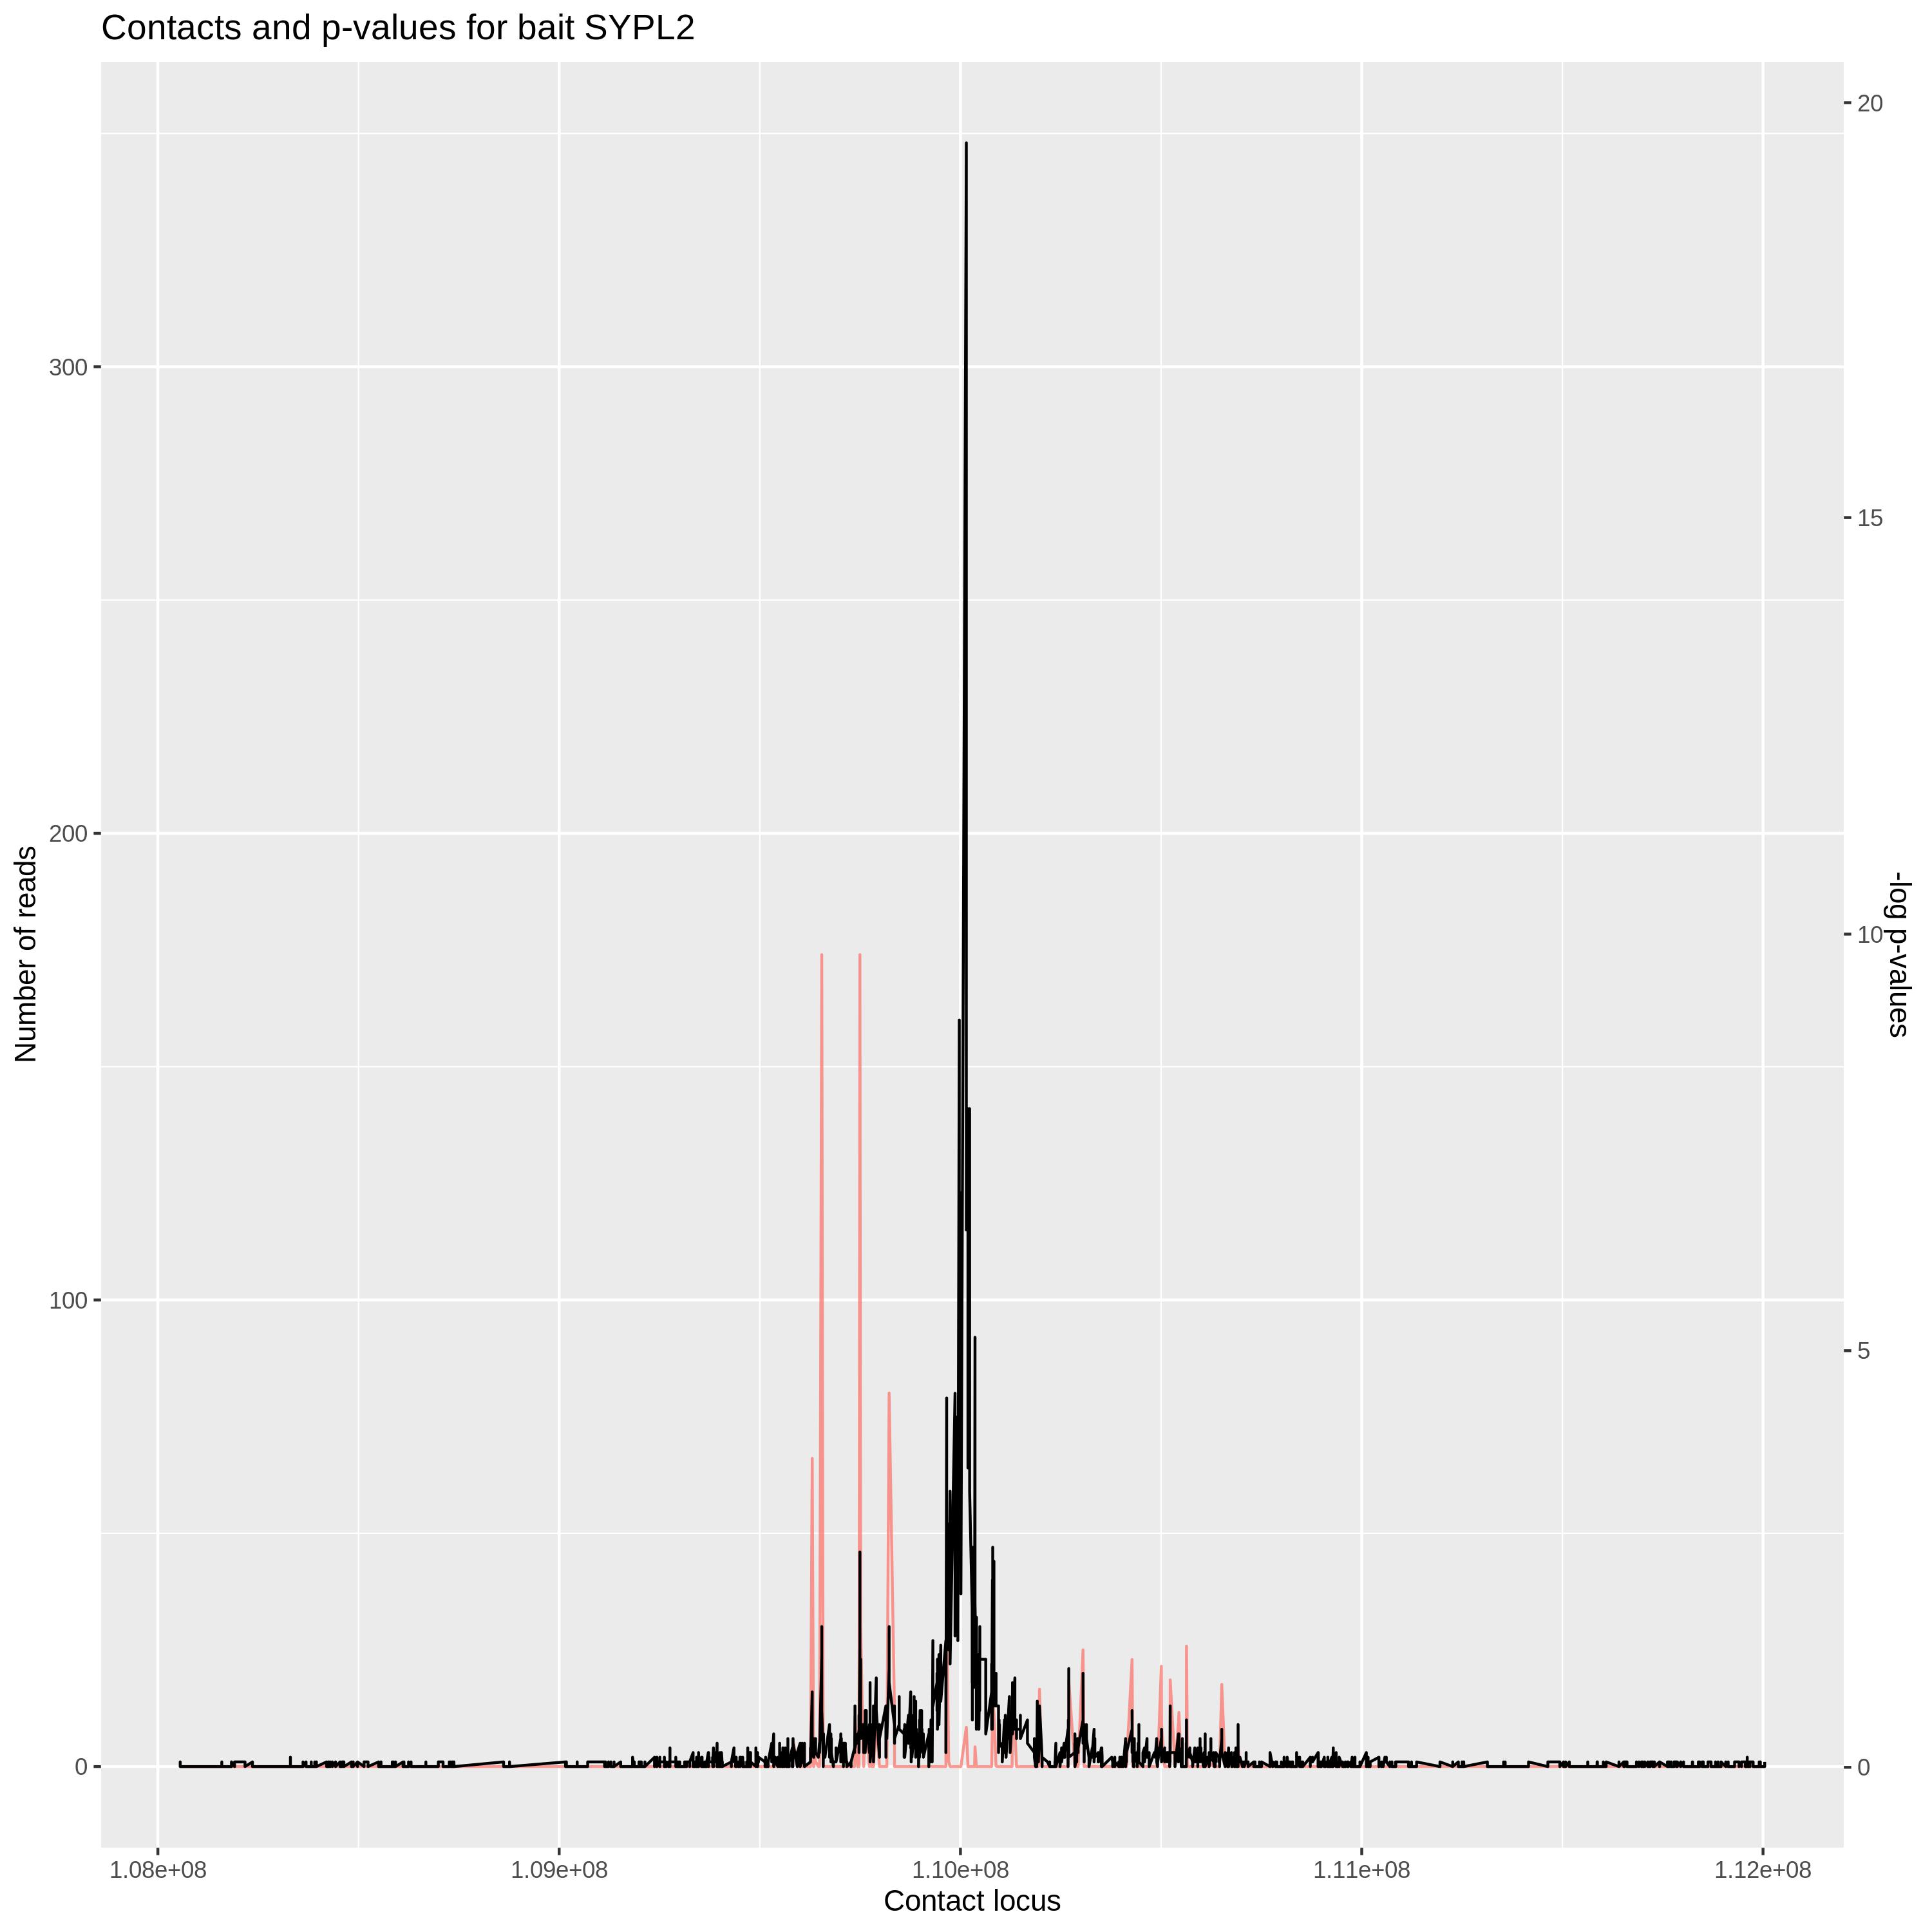 Contacts and p-values for bait SYPL2
Number of reads
300
200
100
0
20
15
10
5
0
-log p-values
1.08e+08
1.09e+08
1.10e+08
1.11e+08
1.12e+08
Contact locus